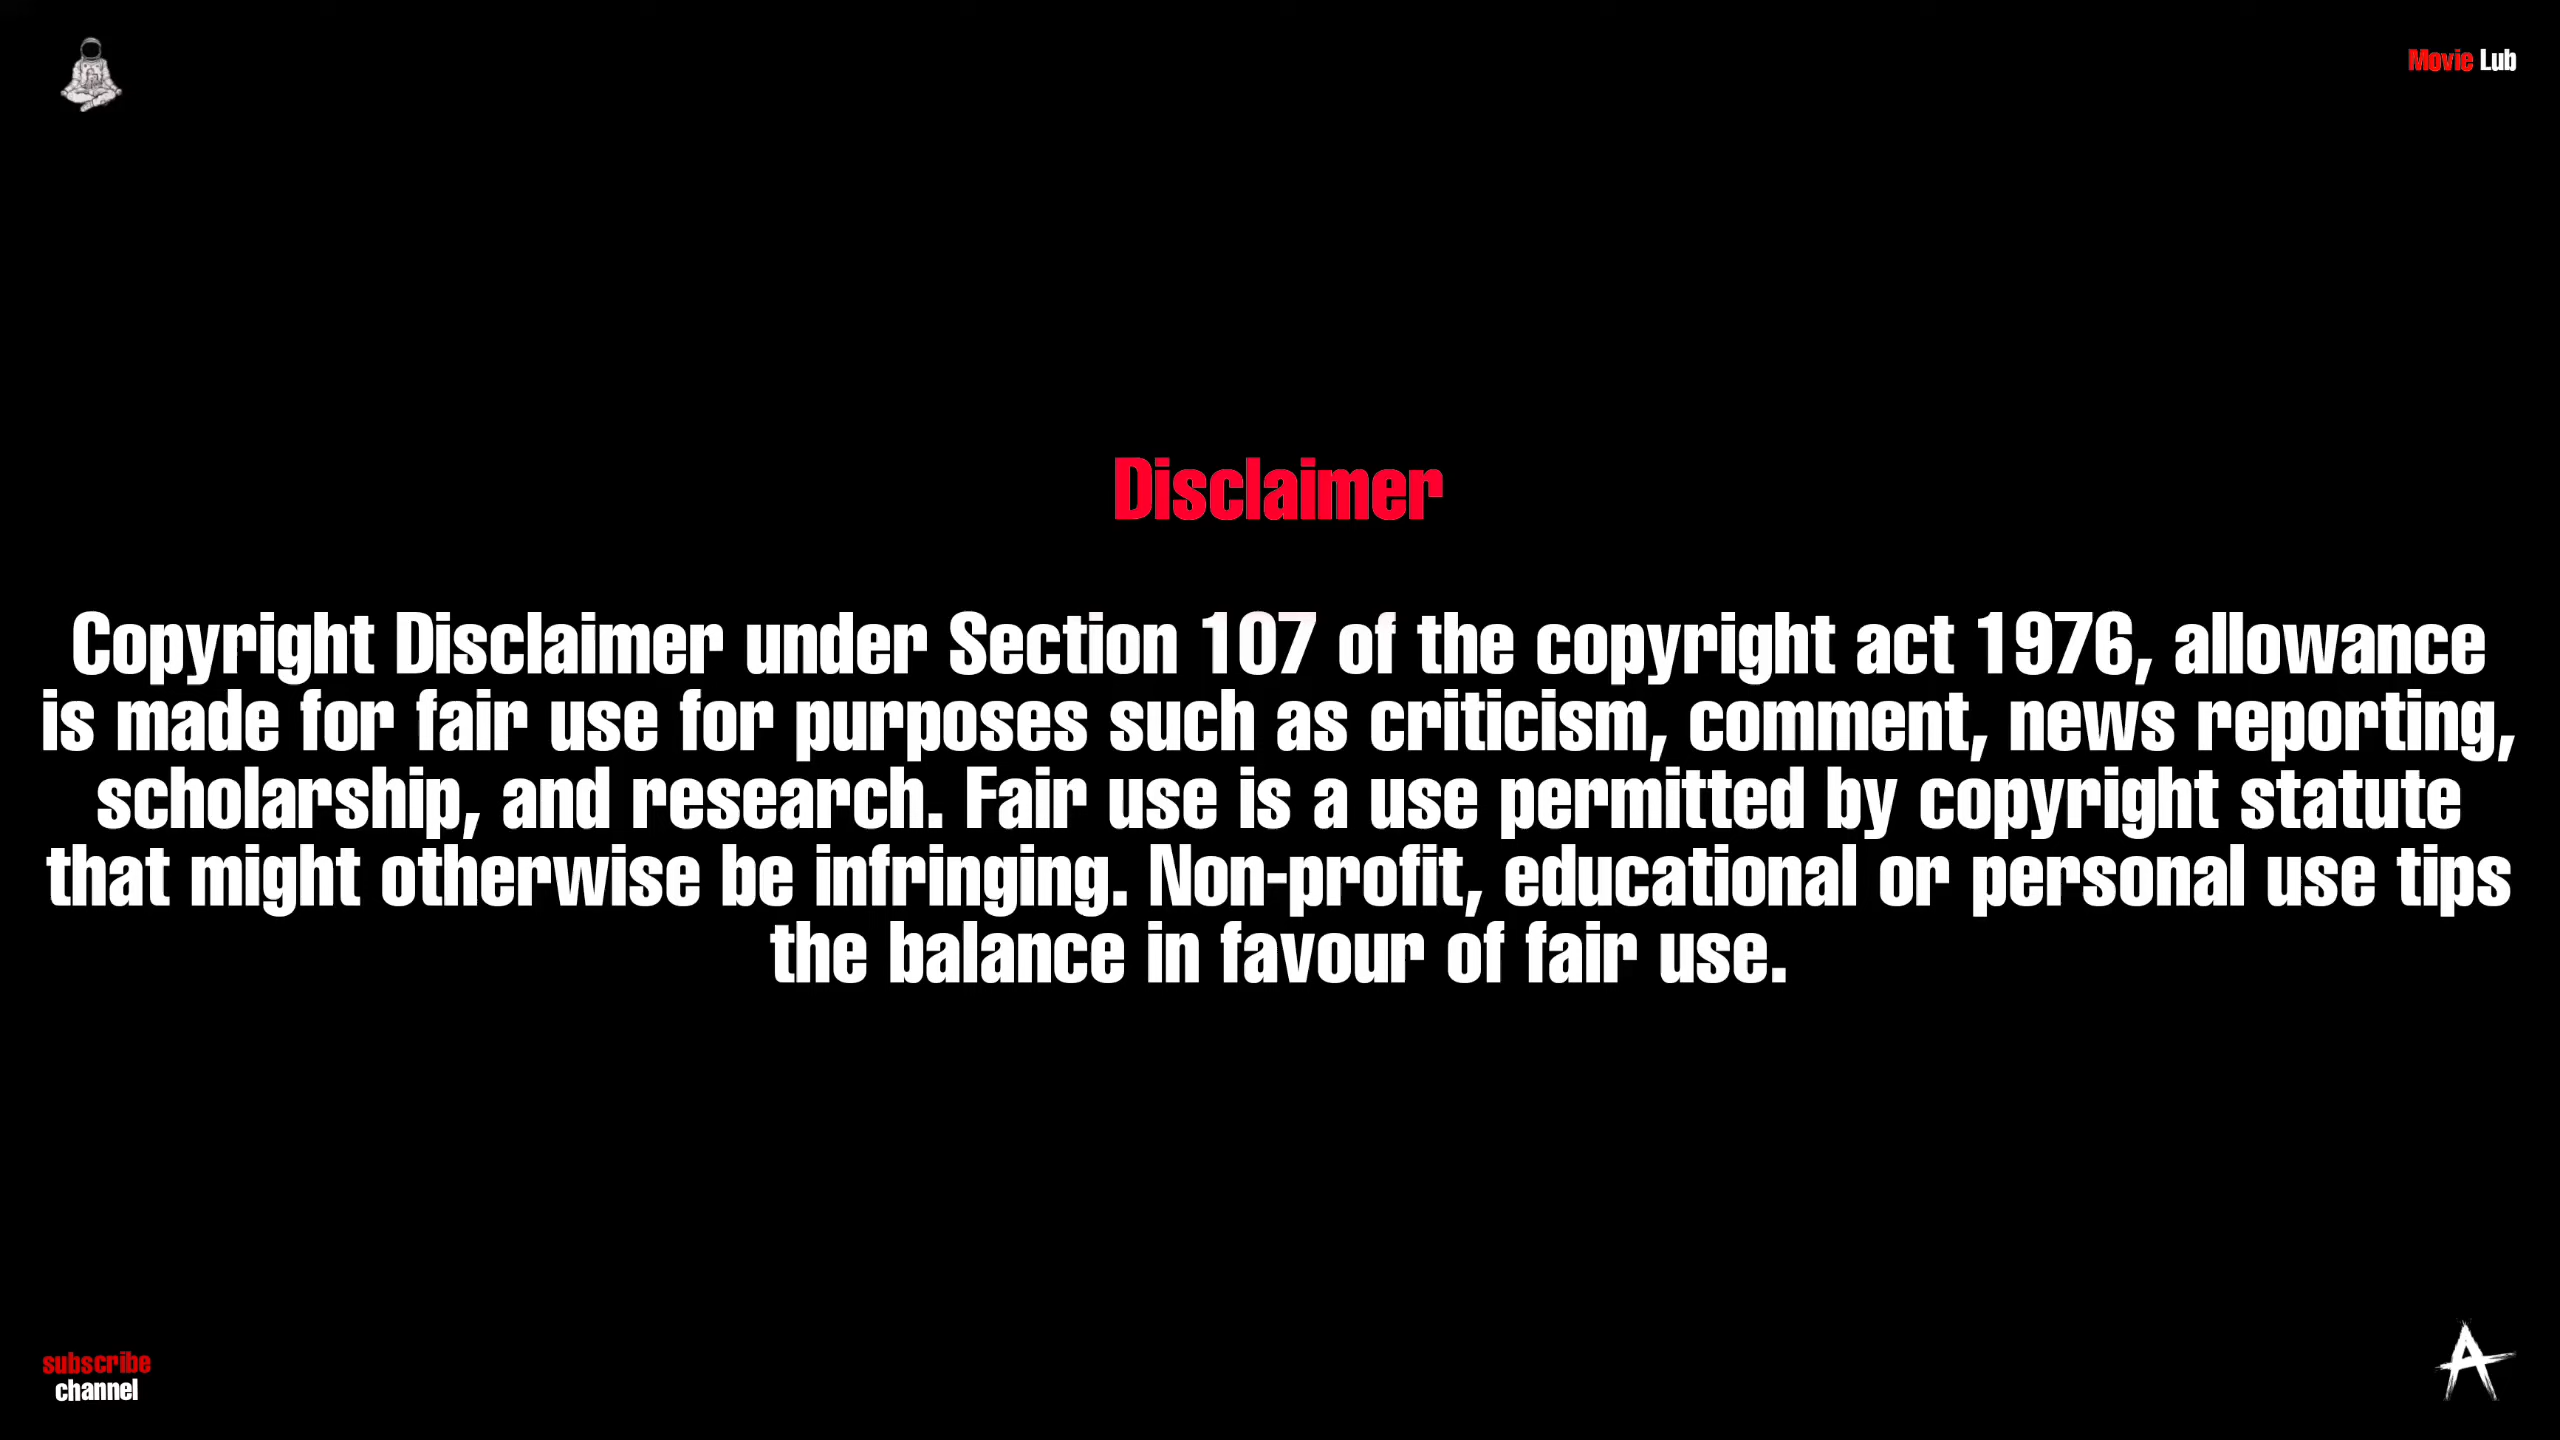 Movie Lub
Disclaimer
Copyright Disclaimer under Section 107 of the copyright act 1976, allowance
is made for fair use for purposes such as criticism, comment, news reporting,
scholarship, and research. Fair use is a use permitted by copyright statute
that might otherwise be infringing. Non-profit, educational or personal use tips
the balance in favour of fair use.
subscribe
channel
A